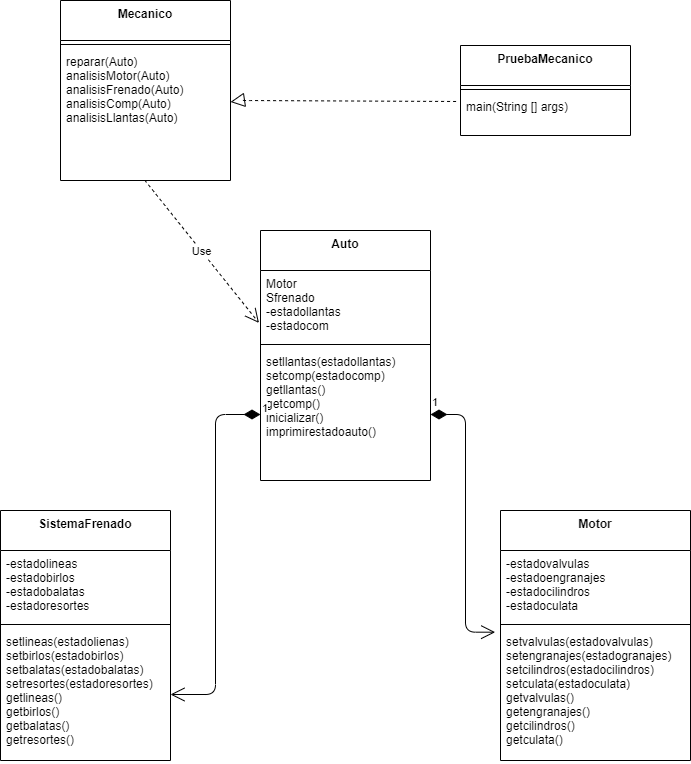 Mecanico
reparar(Auto)
analisisMotor(Auto)
analisisFrenado(Auto)
analisisComp(Auto)
analisisLlantas(Auto)
PruebaMecanico
main(String [] args)
Use
Auto
Motor
Sfrenado
-estadollantas
-estadocom
setllantas(estadollantas)
setcomp(estadocomp)
getllantas()
getcomp()
inicializar()
imprimirestadoauto()
1
1
SistemaFrenado
-estadolineas
-estadobirlos
-estadobalatas
-estadoresortes
setlineas(estadolienas)
setbirlos(estadobirlos)
setbalatas(estadobalatas)
setresortes(estadoresortes)
getlineas()
getbirlos()
getbalatas()
getresortes()
Motor
-estadovalvulas
-estadoengranajes
-estadocilindros
-estadoculata
setvalvulas(estadovalvulas)
setengranajes(estadogranajes)
setcilindros(estadocilindros)
setculata(estadoculata)
getvalvulas()
getengranajes()
getcilindros()
getculata()